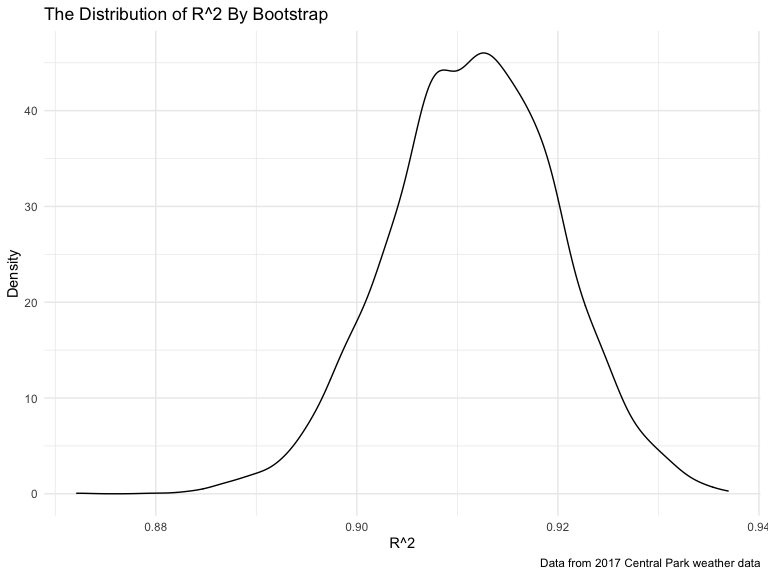 The Distribution of R^2 By Bootstrap
Density
40
30
20
10
0
0.88
0.90
0.92
0.94
R^2
Data from 2017 Central Park weather data